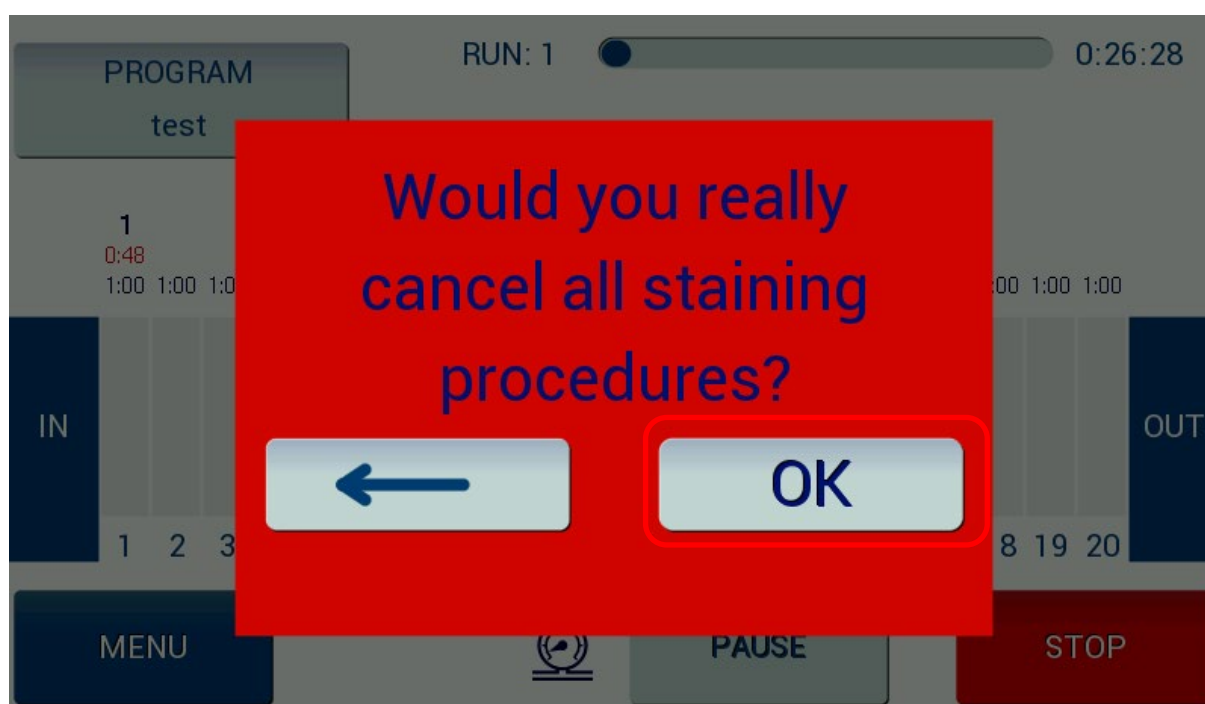 RUN: 1 0:26:28
PROGRAM
test
Would you really
cancel all staining
procedures?
1
0:48
1:00 1:00 1:0 :00 1:00 1:00
IN OUT
OK
1 2 3 8 19 20
MENU PAUSE STOP